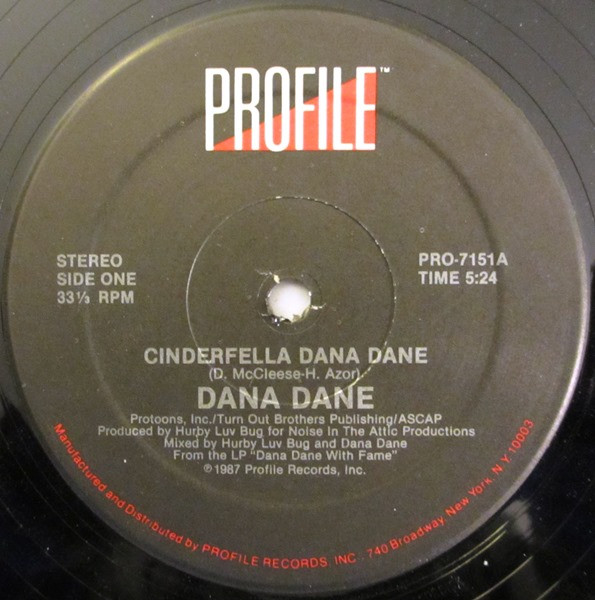 PROFILE™
STEREO
SIDE ONE
33⅓ RPM
PRO-7151A
TIME 5:24
CINDERFELLA DANA DANE
(D. McCleese-H. Azor)
DANA DANE
Protoons, Inc./Turn Out Brothers Publishing/ASCAP
Produced by Hurby Luv Bug for Noise In The Attic Productions
Mixed by Hurby Luv Bug and Dana Dane
From the LP "Dana Dane With Fame"
℗1987 Profile Records, Inc.
Manufactured and Distributed by PROFILE RECORDS, INC. 740 Broadway, New York, N.Y. 10003